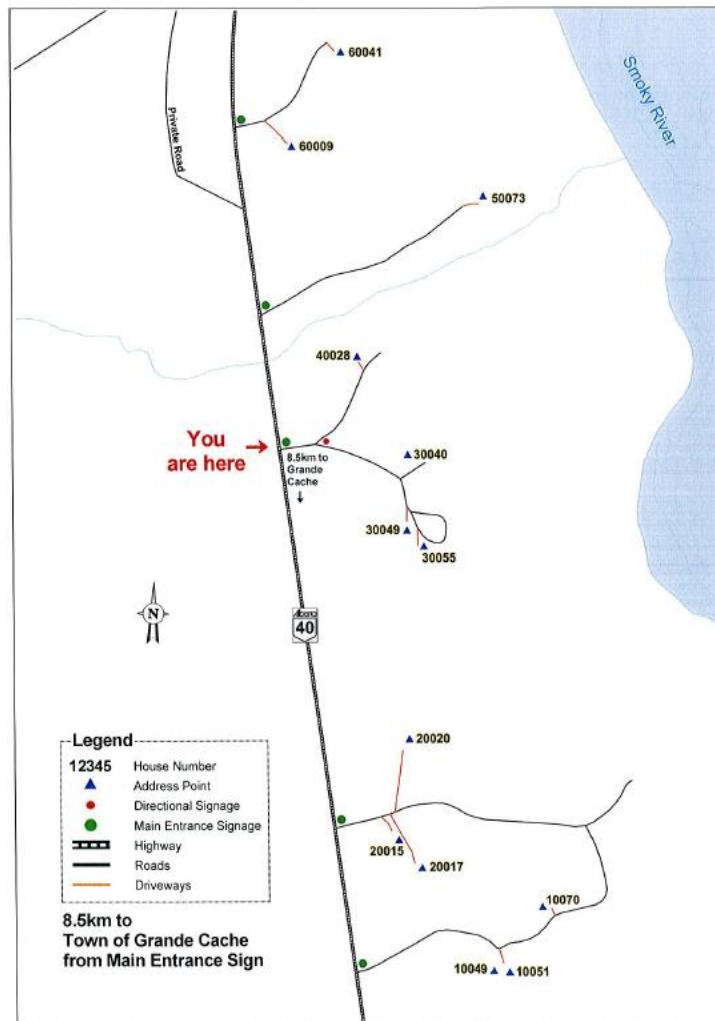 60041
Smoky River
Private Road
60009
50073
40028
You
are here
8.5km to
Grande
Cache
30040
30049
30055
N
Alberta
40
20020
20015
20017
10070
10049
10051
Legend
12345 House Number
Address Point
Directional Signage
Main Entrance Signage
Highway
Roads
Driveways
8.5km to
Town of Grande Cache
from Main Entrance Sign